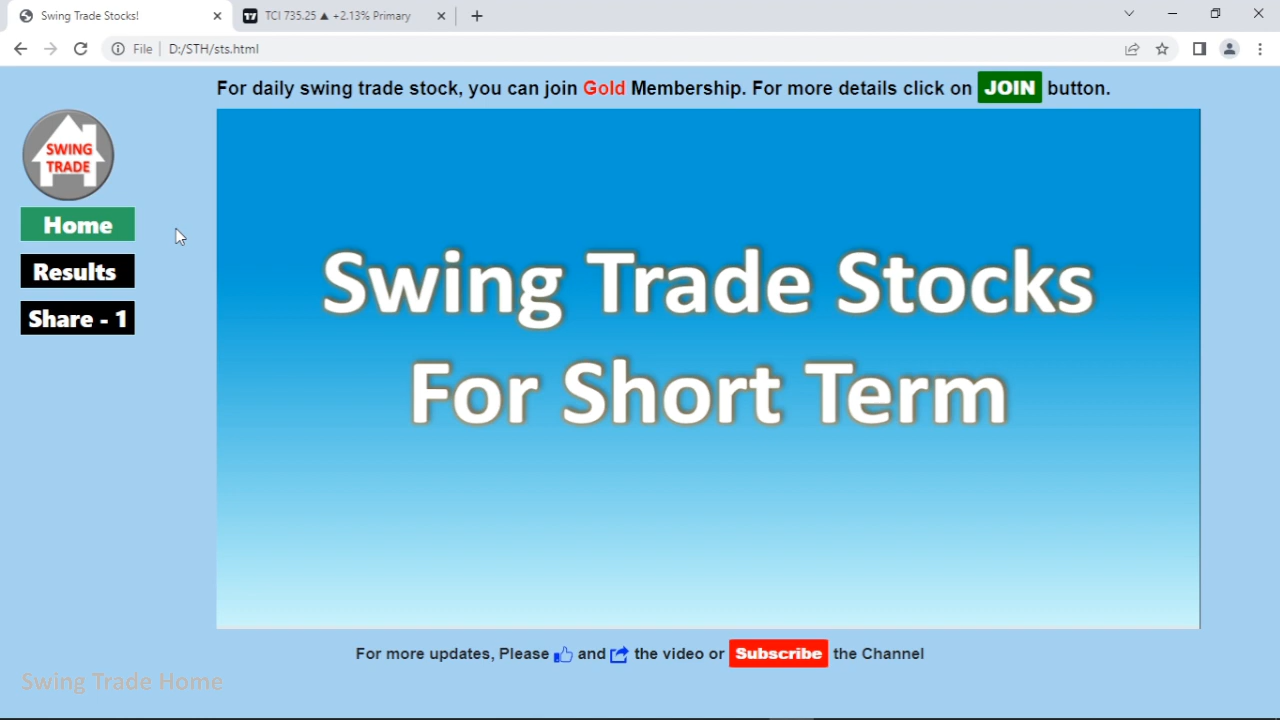 Swing Trade Stocks!
TCI 735.25 ▲ +2.13% Primary
File D:/STH/sts.html
For daily swing trade stock, you can join Gold Membership. For more details click on JOIN button.
SWING
TRADE
Home
Results
Share - 1
Swing Trade Stocks
For Short Term
For more updates, Please and the video or Subscribe the Channel
Swing Trade Home